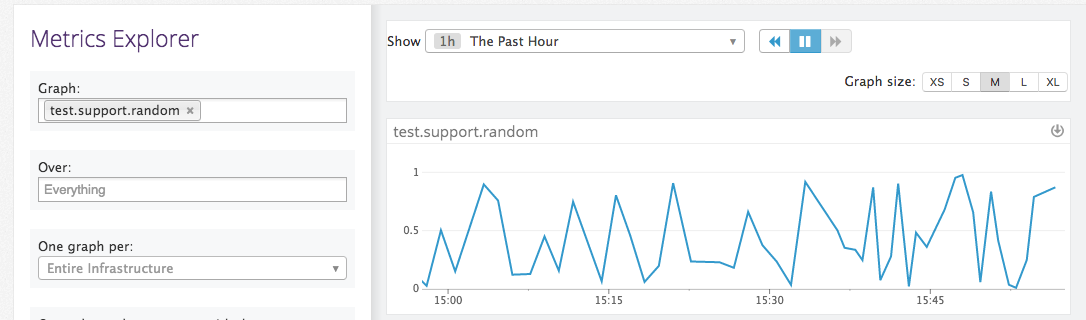 Metrics Explorer
Graph:
test.support.random ×
Over:
Everything
One graph per:
Entire Infrastructure
Show 1h The Past Hour
Graph size: XS S M L XL
test.support.random
1
0.5
0
15:00 15:15 15:30 15:45